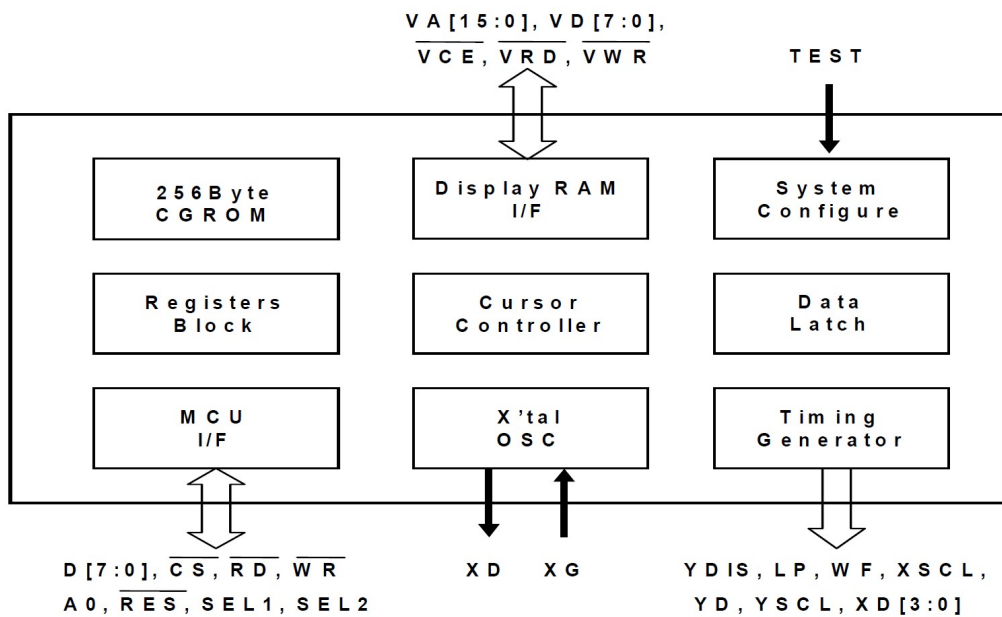 VA[15:0], VD[7:0],
VCE, VRD, VWR
TEST
256Byte
CGROM
Display RAM
I/F
System
Configure
Registers
Block
Cursor
Controller
Data
Latch
MCU
I/F
X'tal
OSC
Timing
Generator
D[7:0], CS, RD, WR
A0, RES, SEL1, SEL2
XD
XG
YDIS, LP, WF, XSCL,
YD, YSCL, XD[3:0]